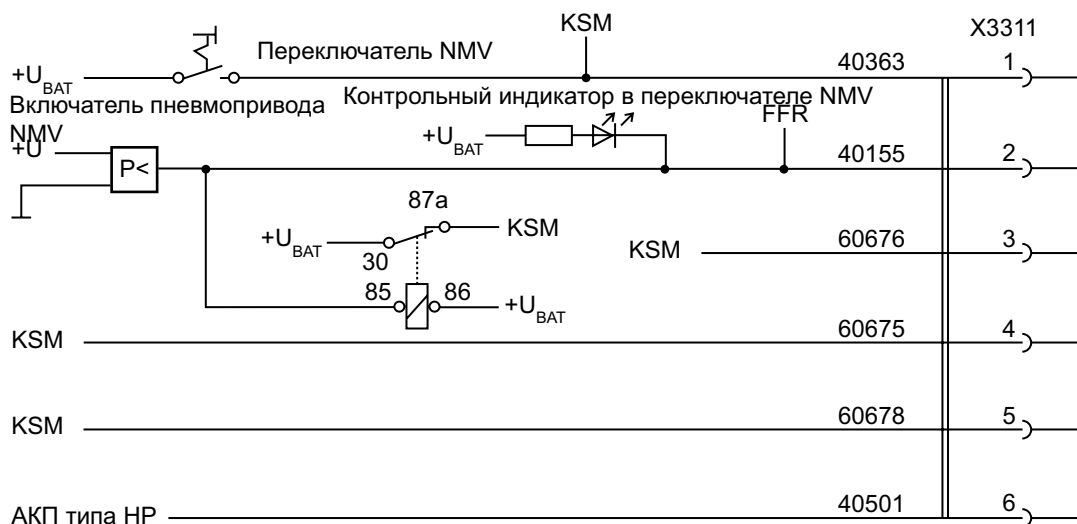 KSM
X3311
Переключатель NMV
+U_BAT
40363
1
Включатель пневмопривода
NMV
Контрольный индикатор в переключателе NMV
FFR
+U
+U_BAT
P<
40155
2
87a
+U_BAT
KSM
30
KSM
60676
3
85
86
+U_BAT
KSM
60675
4
KSM
60678
5
АКП типа HP
40501
6